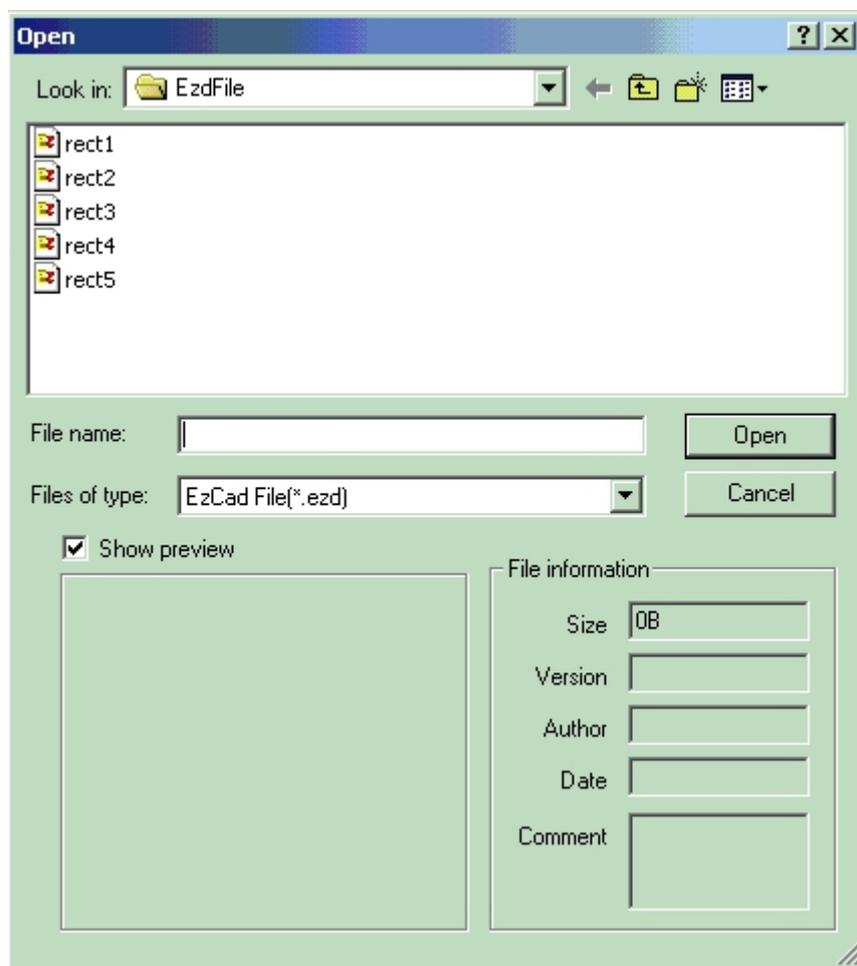 Open
Look in: EzdFile
rect1
rect2
rect3
rect4
rect5
File name: Open
Files of type: EzCad File(*.ezd) Cancel
Show preview
File information
Size 0B
Version
Author
Date
Comment